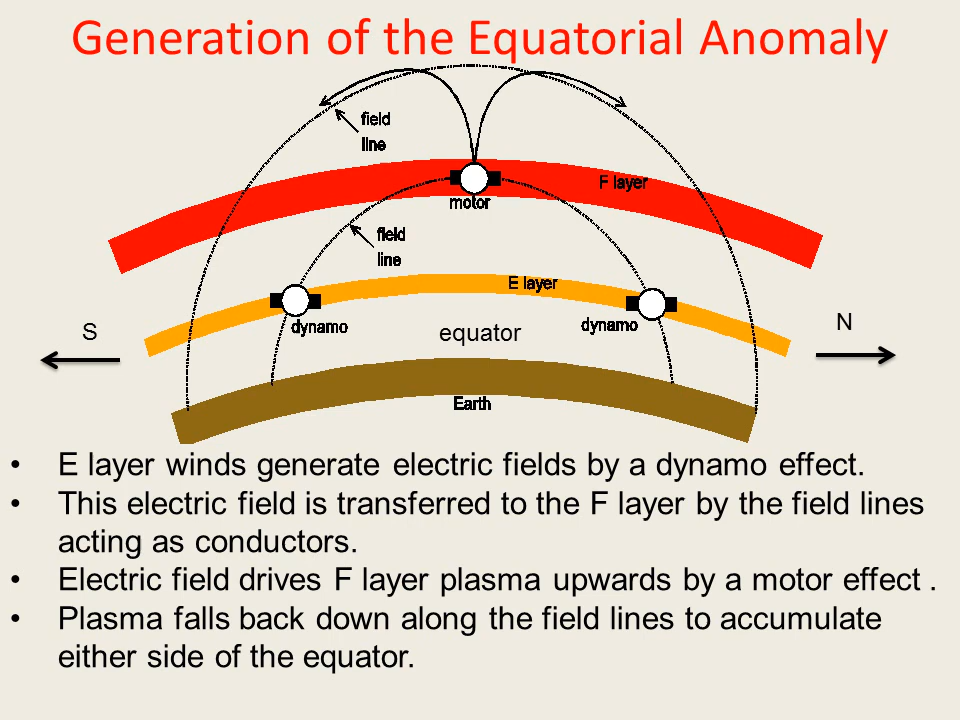 Generation of the Equatorial Anomaly
field
line
F layer
motor
field
line
E layer
dynamo
dynamo
S
equator
N
Earth
• E layer winds generate electric fields by a dynamo effect.
• This electric field is transferred to the F layer by the field lines
acting as conductors.
• Electric field drives F layer plasma upwards by a motor effect .
• Plasma falls back down along the field lines to accumulate
either side of the equator.